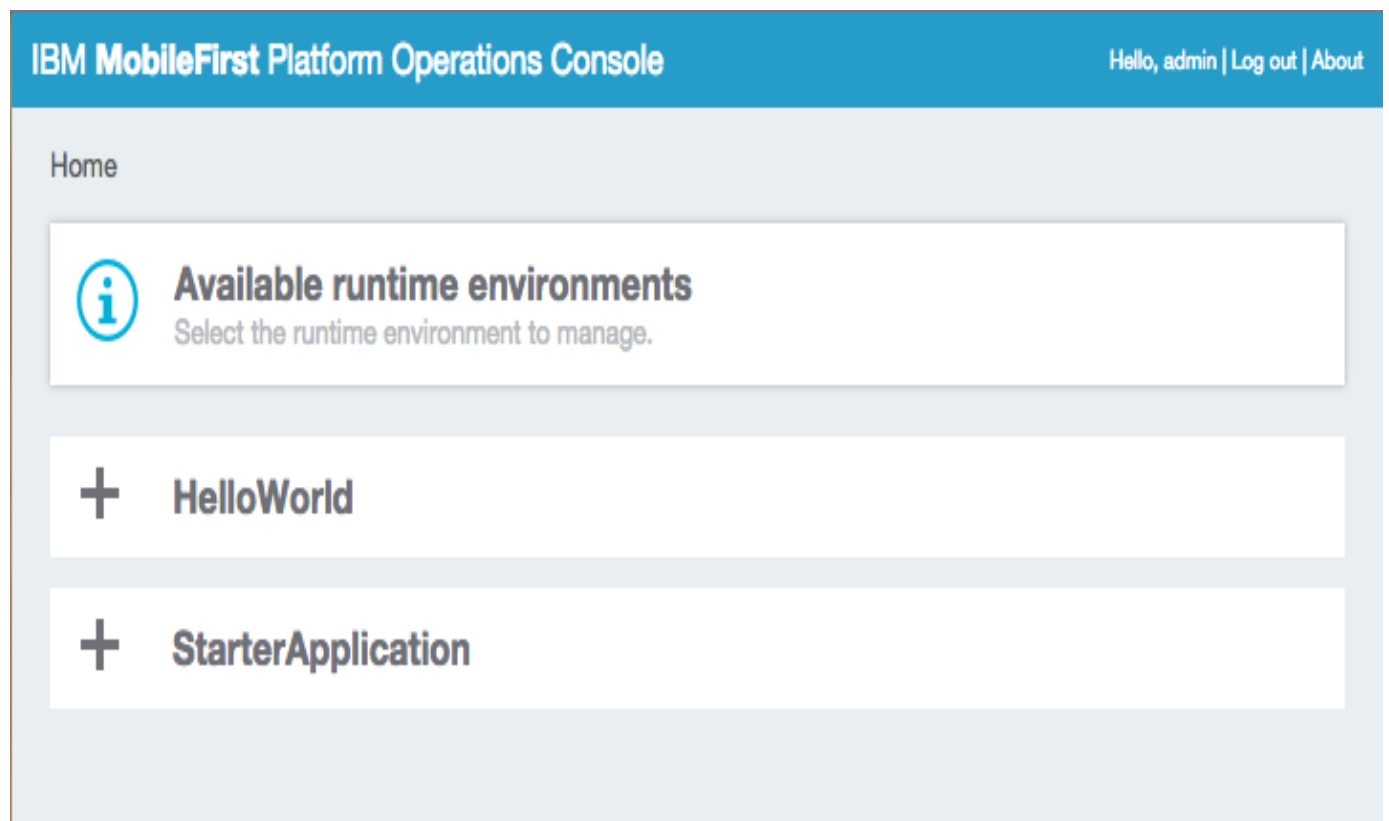 IBM MobileFirst Platform Operations Console
Hello, admin | Log out | About
Home
Available runtime environments
Select the runtime environment to manage.
HelloWorld
StarterApplication